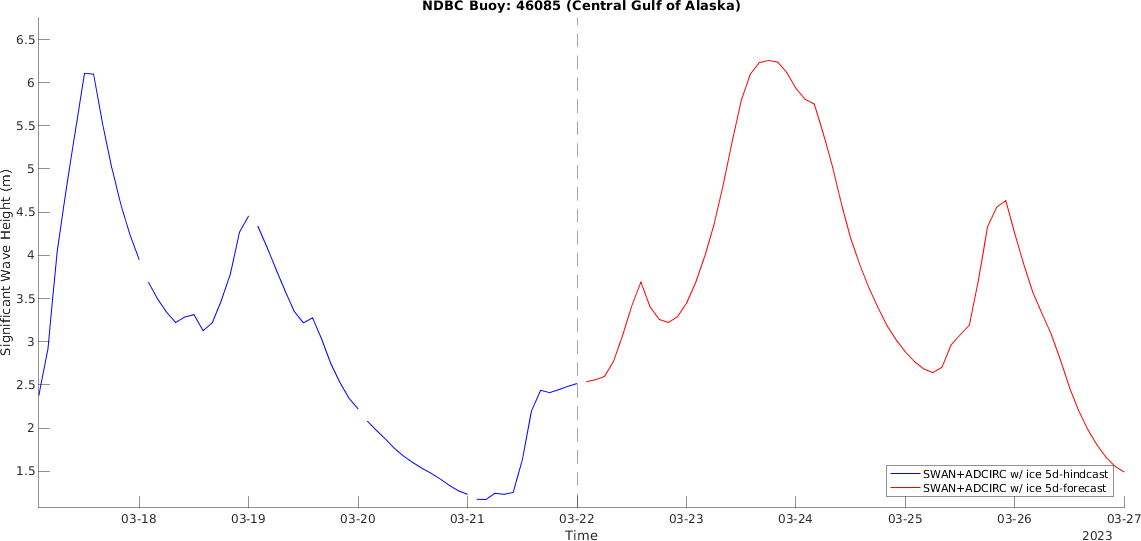 NDBC Buoy: 46085 (Central Gulf of Alaska)
6.5
6
5.5
5
4.5
4
3.5
3
2.5
2
1.5
Significant Wave Height (m)
SWAN+ADCIRC w/ ice 5d-hindcast
SWAN+ADCIRC w/ ice 5d-forecast
03-18 03-19 03-20 03-21 03-22 03-23 03-24 03-25 03-26 03-27
Time
2023